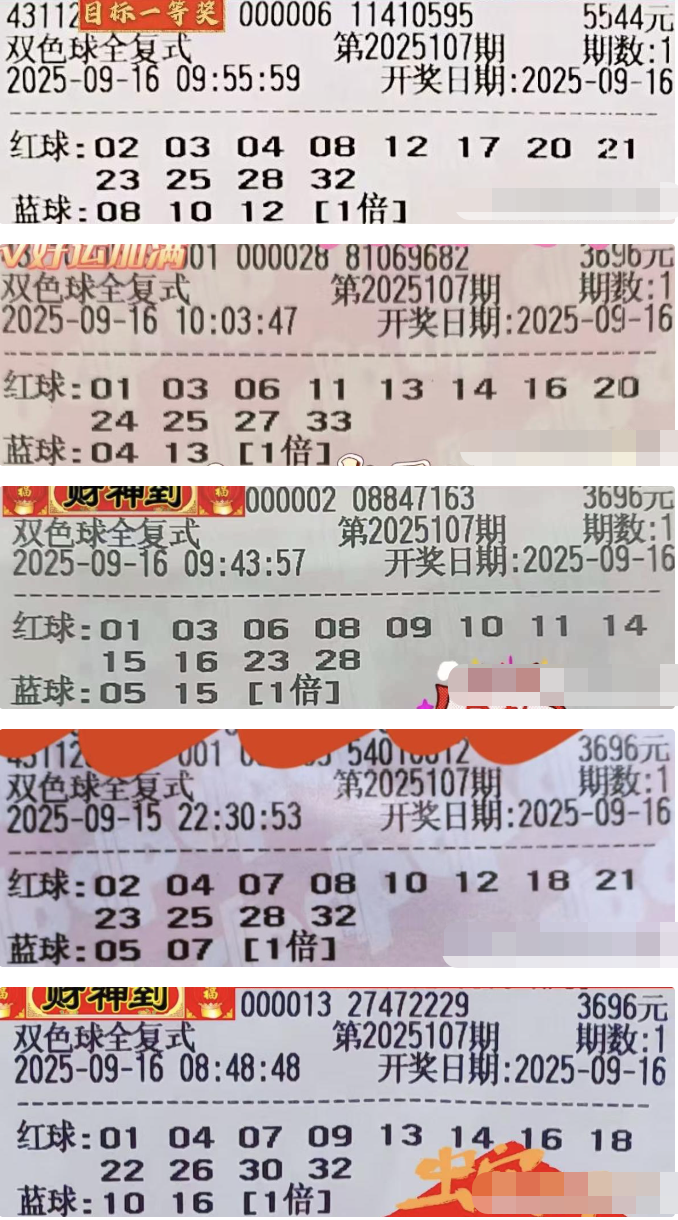 43112 目标一等奖 000006 11410595 5544元
双色球全复式 第2025107期 期数:1
2025-09-16 09:55:59 开奖日期:2025-09-16
红球:02 03 04 08 12 17 20 21
23 25 28 32
蓝球:08 10 12 [1倍]
好运加满 01 000028 81069682 3696元
双色球全复式 第2025107期 期数:1
2025-09-16 10:03:47 开奖日期:2025-09-16
红球:01 03 06 11 13 14 16 20
24 25 27 33
蓝球:04 13 [1倍]
福 财神到 福 000002 08847163 3696元
双色球全复式 第2025107期 期数:1
2025-09-16 09:43:57 开奖日期:2025-09-16
红球:01 03 06 08 09 10 11 14
15 16 23 28
蓝球:05 15 [1倍]
43112 001 3696元
双色球全复式 第2025107期 期数:1
2025-09-15 22:30:53 开奖日期:2025-09-16
红球:02 04 07 08 10 12 18 21
23 25 28 32
蓝球:05 07 [1倍]
财神到 福 000013 27472229 3696元
双色球全复式 第2025107期 期数:1
2025-09-16 08:48:48 开奖日期:2025-09-16
红球:01 04 07 09 13 14 16 18
22 26 30 32
蓝球:10 16 [1倍]